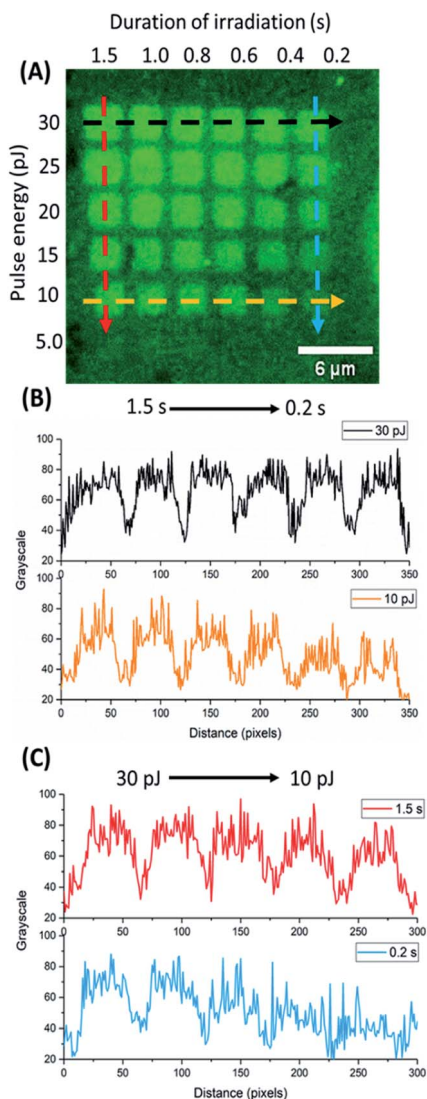 Duration of irradiation (s)
(A) 1.5 1.0 0.8 0.6 0.4 0.2
Pulse energy (pJ)
30
25
20
15
10
5.0
6 µm
(B)
1.5 s 0.2 s
30 pJ
100
80
60
40
20
0 50 100 150 200 250 300 350
Grayscale
10 pJ
100
80
60
40
20
0 50 100 150 200 250 300 350
Distance (pixels)
(C)
30 pJ 10 pJ
1.5 s
100
80
60
40
20
0 50 100 150 200 250 300
Grayscale
0.2 s
100
80
60
40
20
0 50 100 150 200 250 300
Distance (pixels)